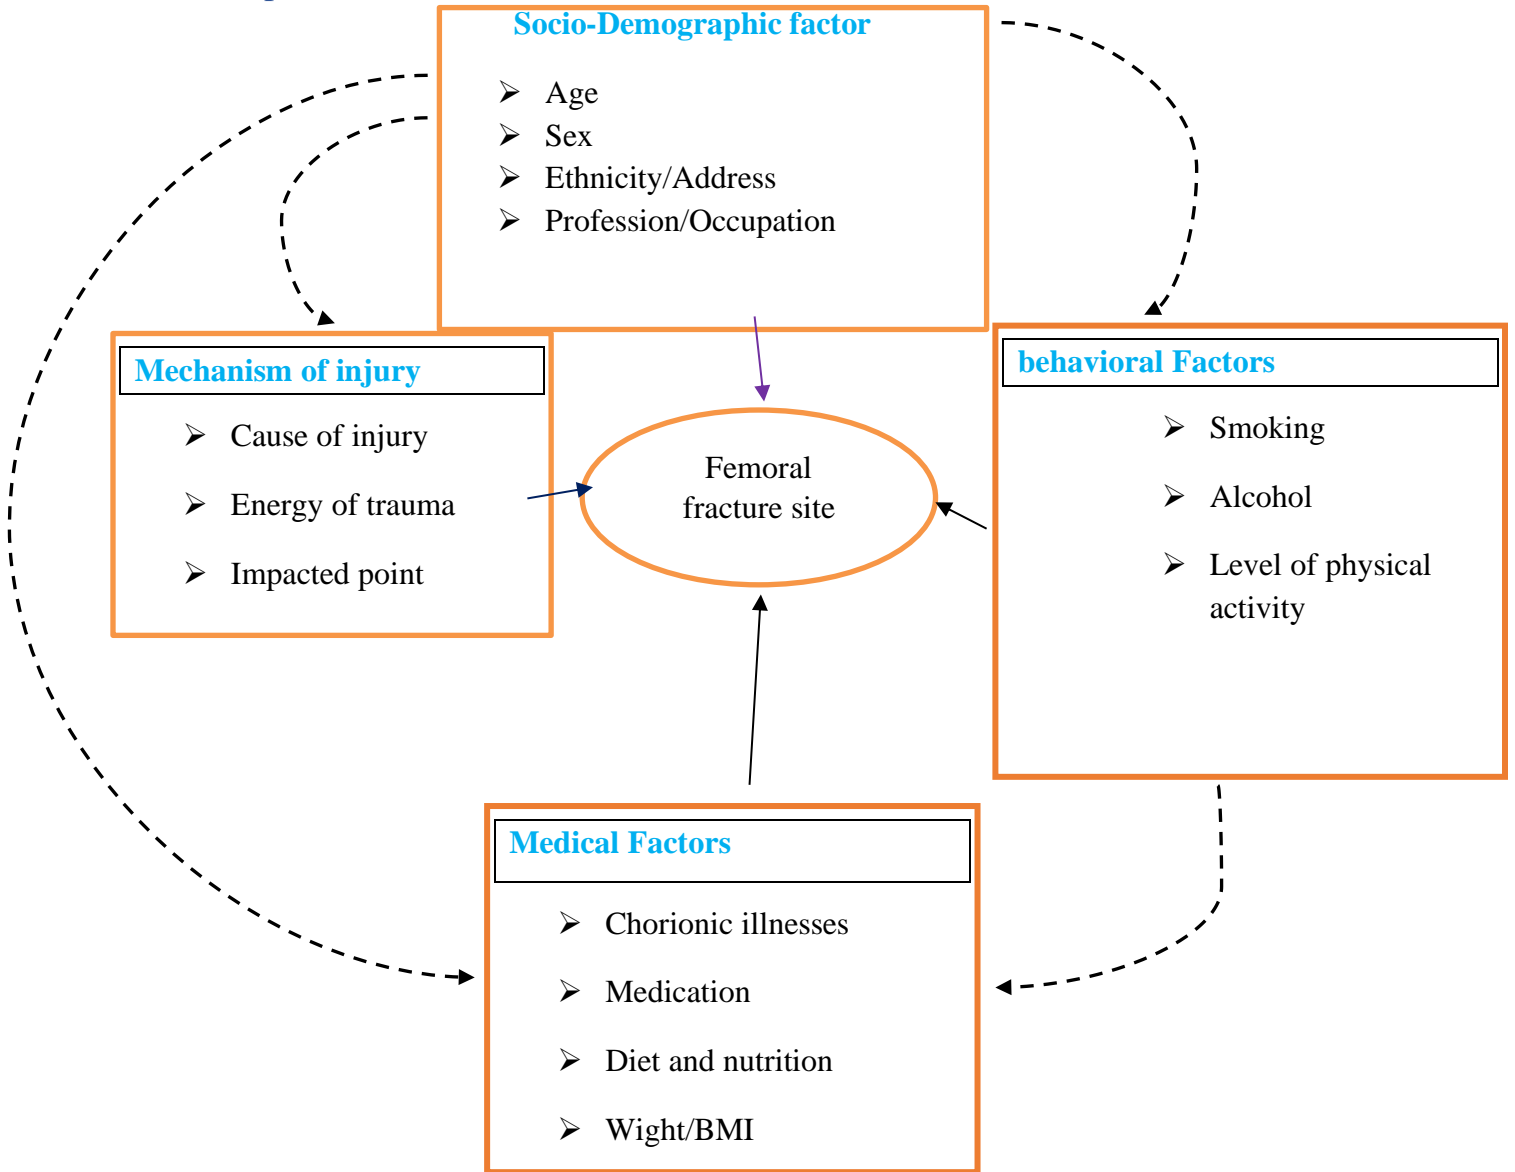 Socio-Demographic factor
➤ Age
➤ Sex
➤ Ethnicity/Address
➤ Profession/Occupation
Mechanism of injury
➤ Cause of injury
➤ Energy of trauma
➤ Impacted point
Femoral
fracture site
behavioral Factors
➤ Smoking
➤ Alcohol
➤ Level of physical
activity
Medical Factors
➤ Chorionic illnesses
➤ Medication
➤ Diet and nutrition
➤ Wight/BMI